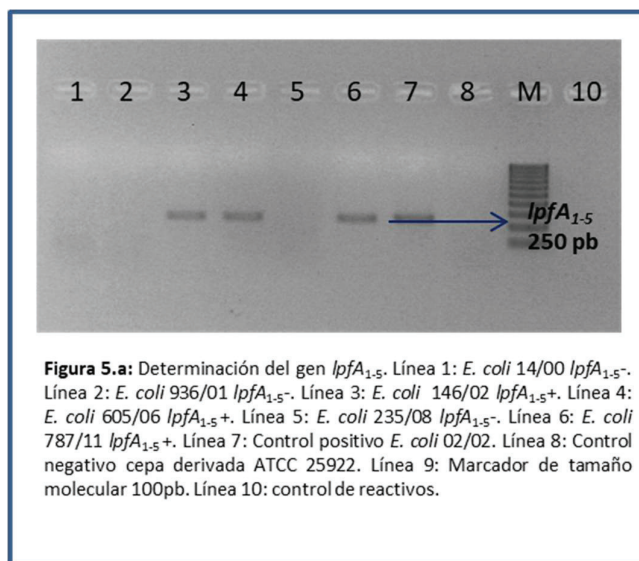 1 2 3 4 5 6 7 8 M 10
lpfA1-5
250 pb
Figura 5.a: Determinación del gen lpfA1-5. Línea 1: E. coli 14/00 lpfA1-5-.
Línea 2: E. coli 936/01 lpfA1-5-. Línea 3: E. coli 146/02 lpfA1-5+. Línea 4:
E. coli 605/06 lpfA1-5+. Línea 5: E. coli 235/08 lpfA1-5-. Línea 6: E. coli
787/11 lpfA1-5+. Línea 7: Control positivo E. coli 02/02. Línea 8: Control
negativo cepa derivada ATCC 25922. Línea 9: Marcador de tamaño
molecular 100pb. Línea 10: control de reactivos.